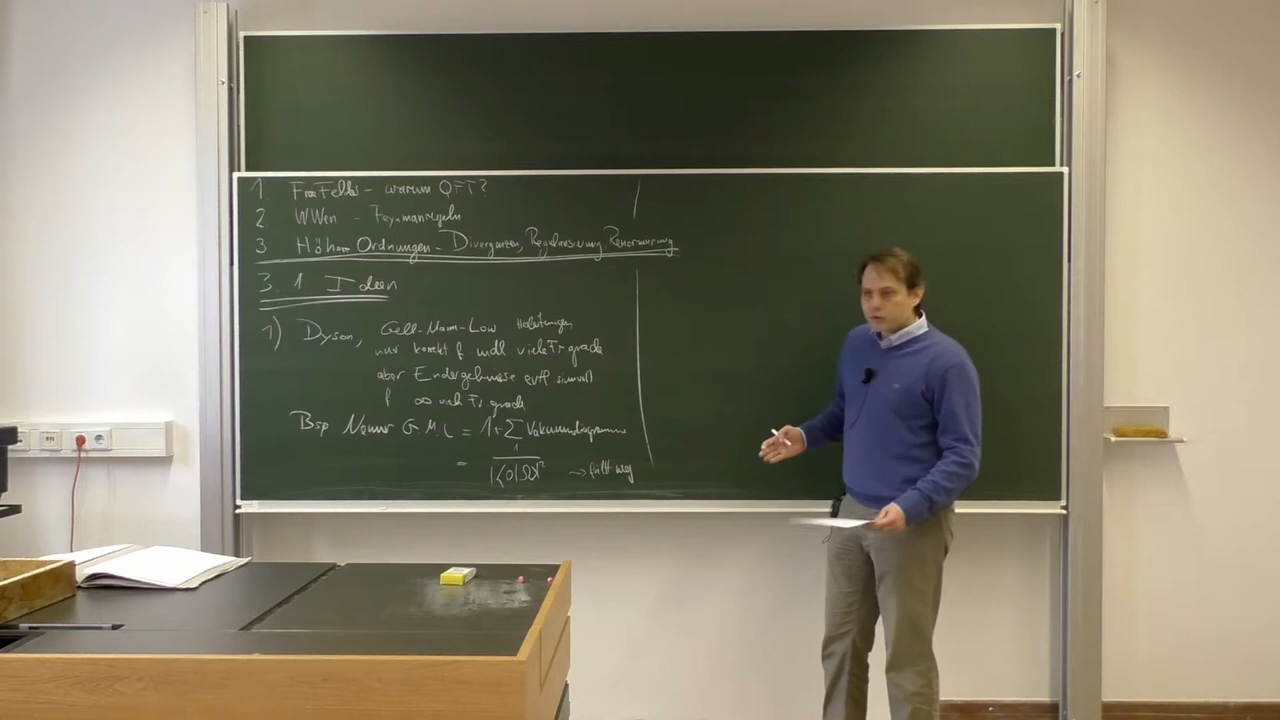 1. Freie Felder - warum QFT?
2 WWen - Feynmanregeln
3 Höhere Ordnungen - Divergenzen, Regularisierung, Renormierung
3.1 Ideen
1) Dyson, Gell-Mann-Low Herleitungen
nur korrekt f endl viele Fr.grade
aber Endergebnisse evtl sinnvoll
f ∞ viele Fr.grade
Bsp Nenner GML = 1+∑ Vakuumdiagramme
= 1/|⟨0|Ω⟩|² → fällt weg